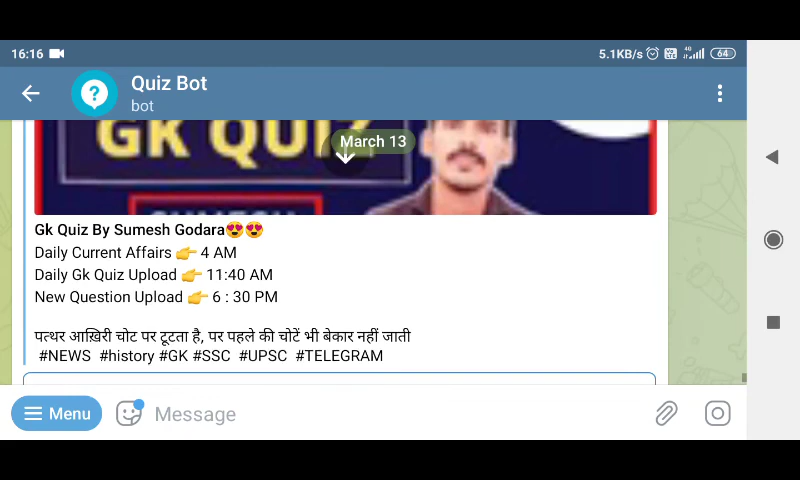 16:16
5.1KB/s
4G
64
Quiz Bot
bot
GK QUIZ
March 13
SUMESH
Gk Quiz By Sumesh Godara😍😍
Daily Current Affairs 👉 4 AM
Daily Gk Quiz Upload 👉 11:40 AM
New Question Upload 👉 6 : 30 PM
पत्थर आख़िरी चोट पर टूटता है, पर पहले की चोटें भी बेकार नहीं जाती
#NEWS #history #GK #SSC #UPSC #TELEGRAM
Menu
Message